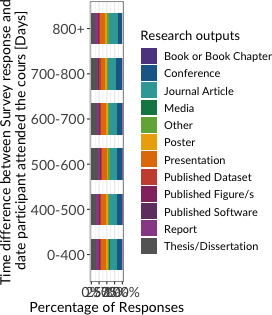 Time difference between Survey response and
date participant attended the cours [Days]
800+
700-800
600-700
500-600
400-500
0-400
Percentage of Responses
Research outputs
Book or Book Chapter
Conference
Journal Article
Media
Other
Poster
Presentation
Published Dataset
Published Figure/s
Published Software
Report
Thesis/Dissertation